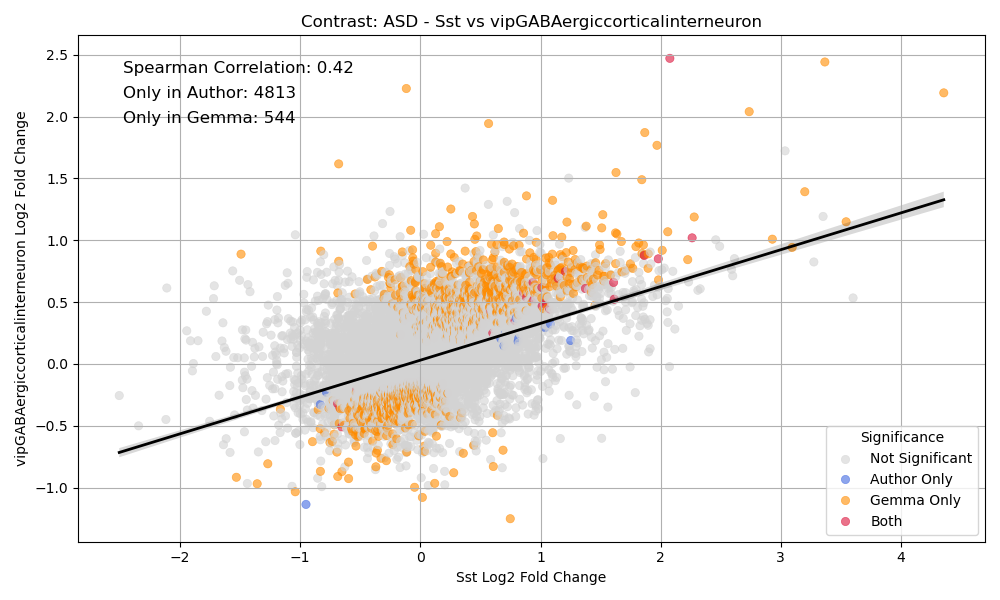 Contrast: ASD - Sst vs vipGABAergiccorticalinterneuron
Spearman Correlation: 0.42
Only in Author: 4813
Only in Gemma: 544
2.5
2.0
1.5
1.0
0.5
0.0
−0.5
−1.0
vipGABAergiccorticalinterneuron Log2 Fold Change
Significance
Not Significant
Author Only
Gemma Only
Both
−2
−1
0
1
2
3
4
Sst Log2 Fold Change